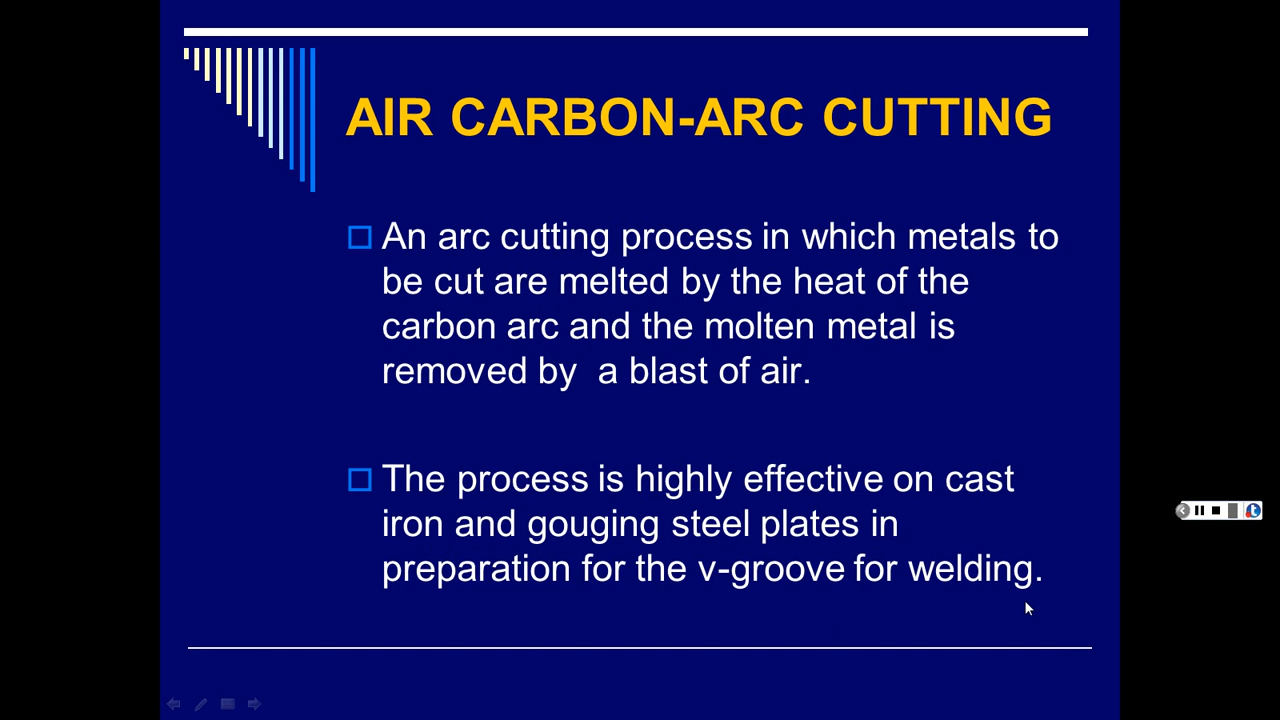 AIR CARBON-ARC CUTTING
An arc cutting process in which metals to
be cut are melted by the heat of the
carbon arc and the molten metal is
removed by  a blast of air.
The process is highly effective on cast
iron and gouging steel plates in
preparation for the v-groove for welding.